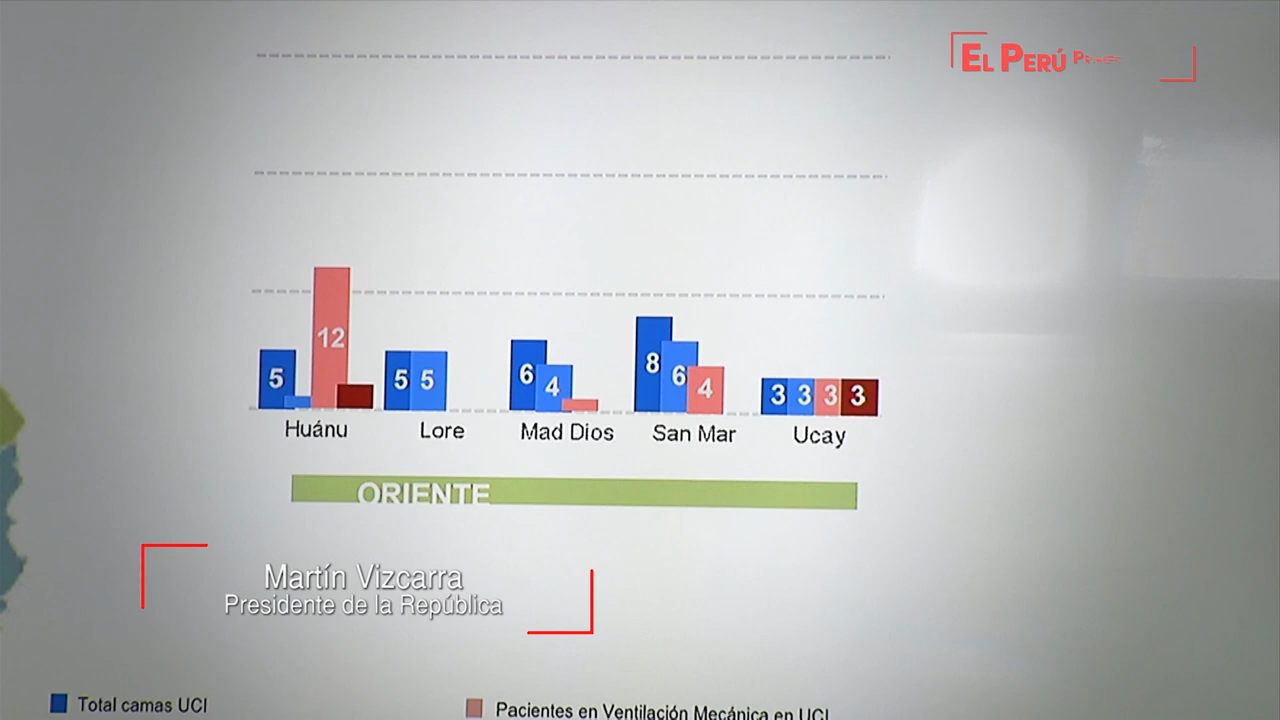 EL PERÚ
5 12
5 5
6 4
8 6 4
3 3 3 3
Huánu Lore Mad Dios San Mar Ucay
ORIENTE
Martín Vizcarra
Presidente de la República
Total camas UCI Pacientes en Ventilación Mecánica en UCI